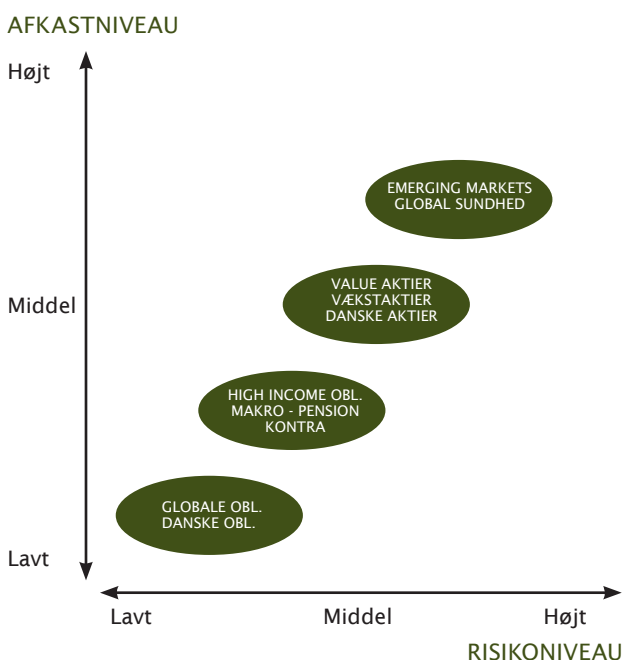 AFKASTNIVEAU
Højt
EMERGING MARKETS
GLOBAL SUNDHED
VALUE AKTIER
VÆKSTAKTIER
DANSKE AKTIER
Middel
HIGH INCOME OBL.
MAKRO - PENSION
KONTRA
GLOBALE OBL.
DANSKE OBL.
Lavt
Lavt Middel Højt
RISIKONIVEAU